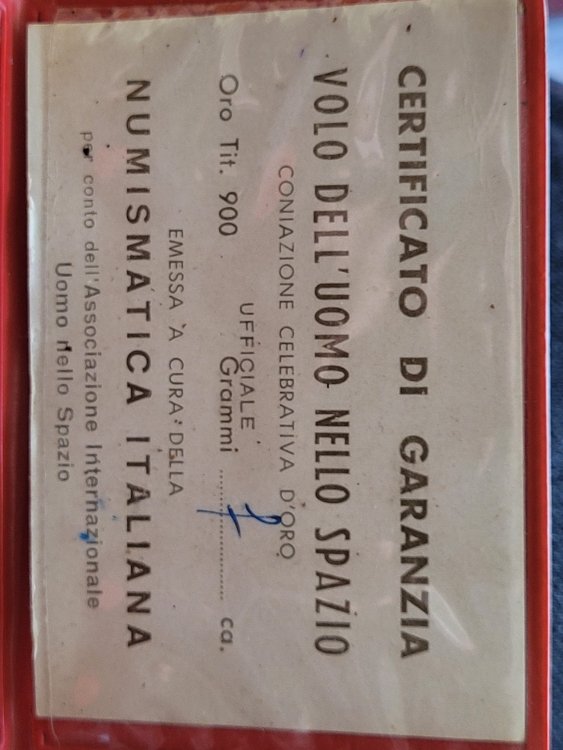 CERTIFICATO DI GARANZIA
VOLO DELL'UOMO NELLO SPAZIO
CONIAZIONE CELEBRATIVA D'ORO
UFFICIALE
Oro Tit. 900 Grammi ............ ca.
EMESSA A CURA DELLA
NUMISMATICA ITALIANA
per conto dell'Associazione Internazionale
Uomo nello Spazio